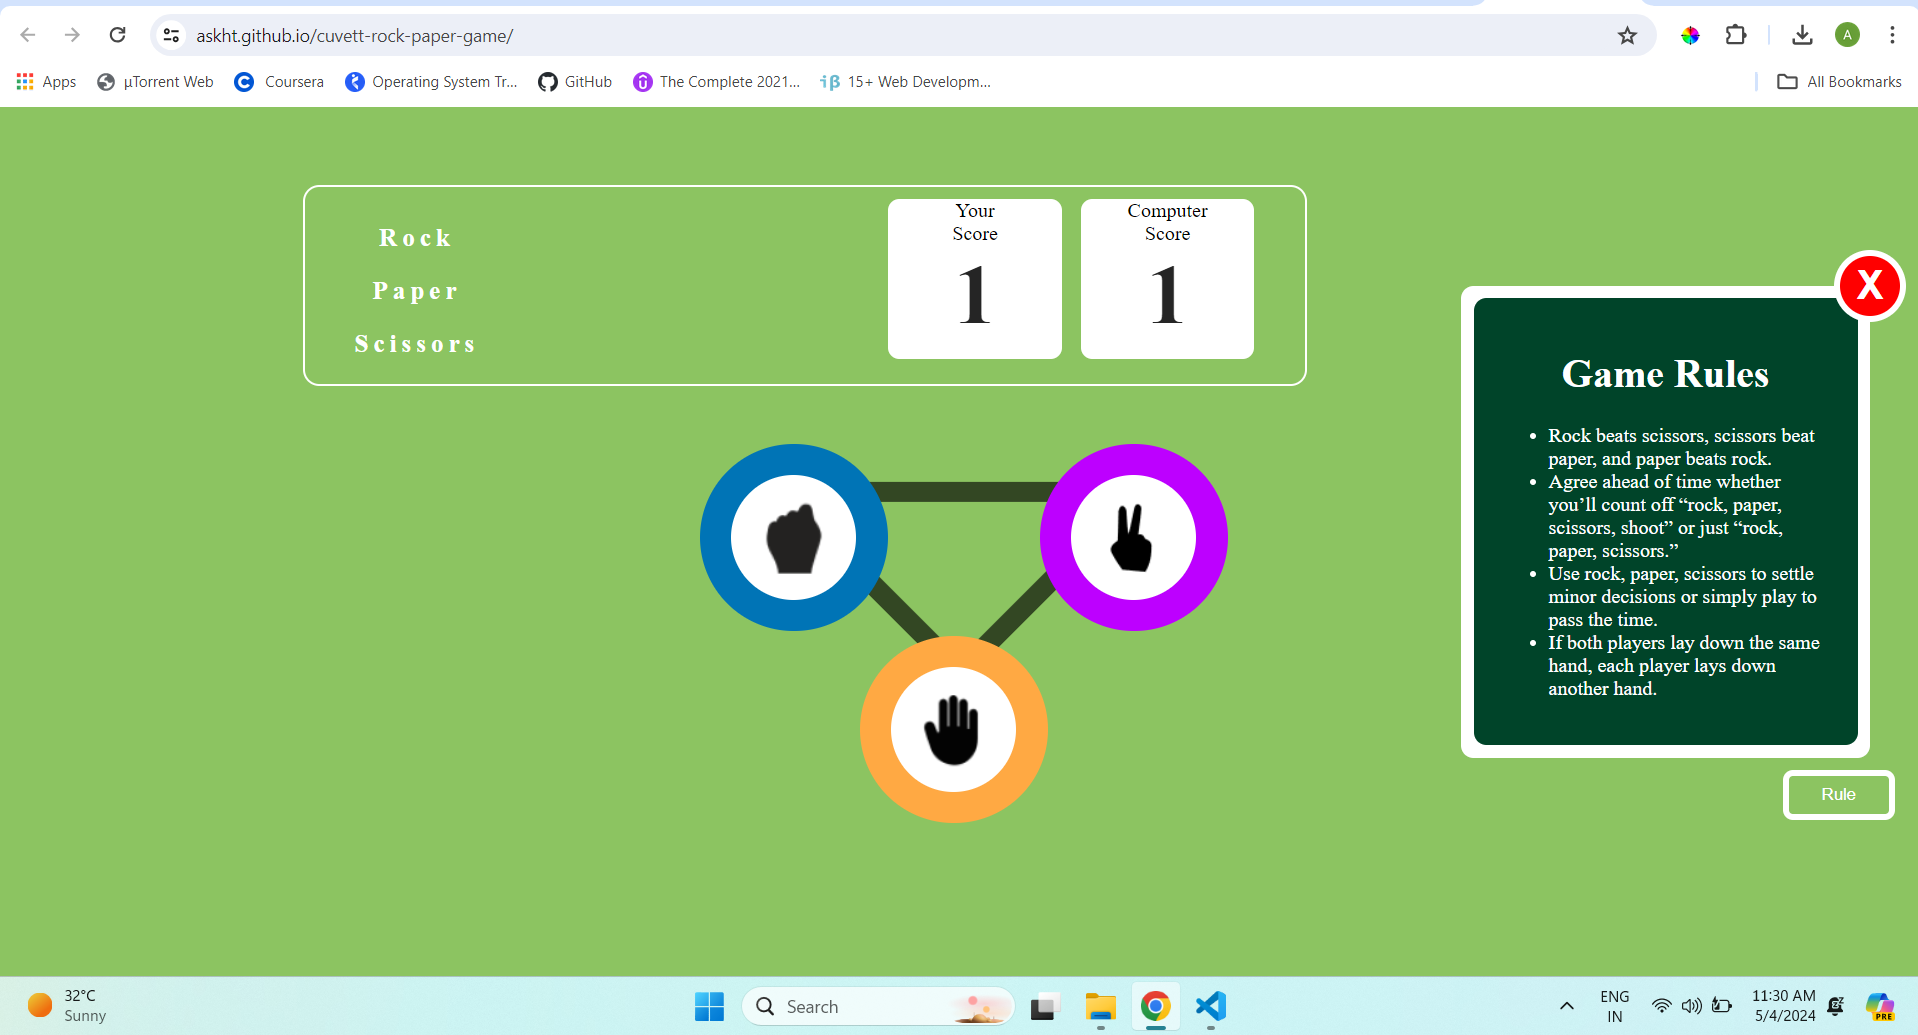 askht.github.io/cuvett-rock-paper-game/
A
Apps
µTorrent Web
Coursera
Operating System Tr...
GitHub
The Complete 2021...
15+ Web Developm...
All Bookmarks
Rock
Paper
Scissors
Your
Score
1
Computer
Score
1
X
Game Rules
Rock beats scissors, scissors beat
paper, and paper beats rock.
Agree ahead of time whether
you’ll count off “rock, paper,
scissors, shoot” or just “rock,
paper, scissors.”
Use rock, paper, scissors to settle
minor decisions or simply play to
pass the time.
If both players lay down the same
hand, each player lays down
another hand.
Rule
32°C
Sunny
Search
ENG
IN
11:30 AM
5/4/2024
PRE